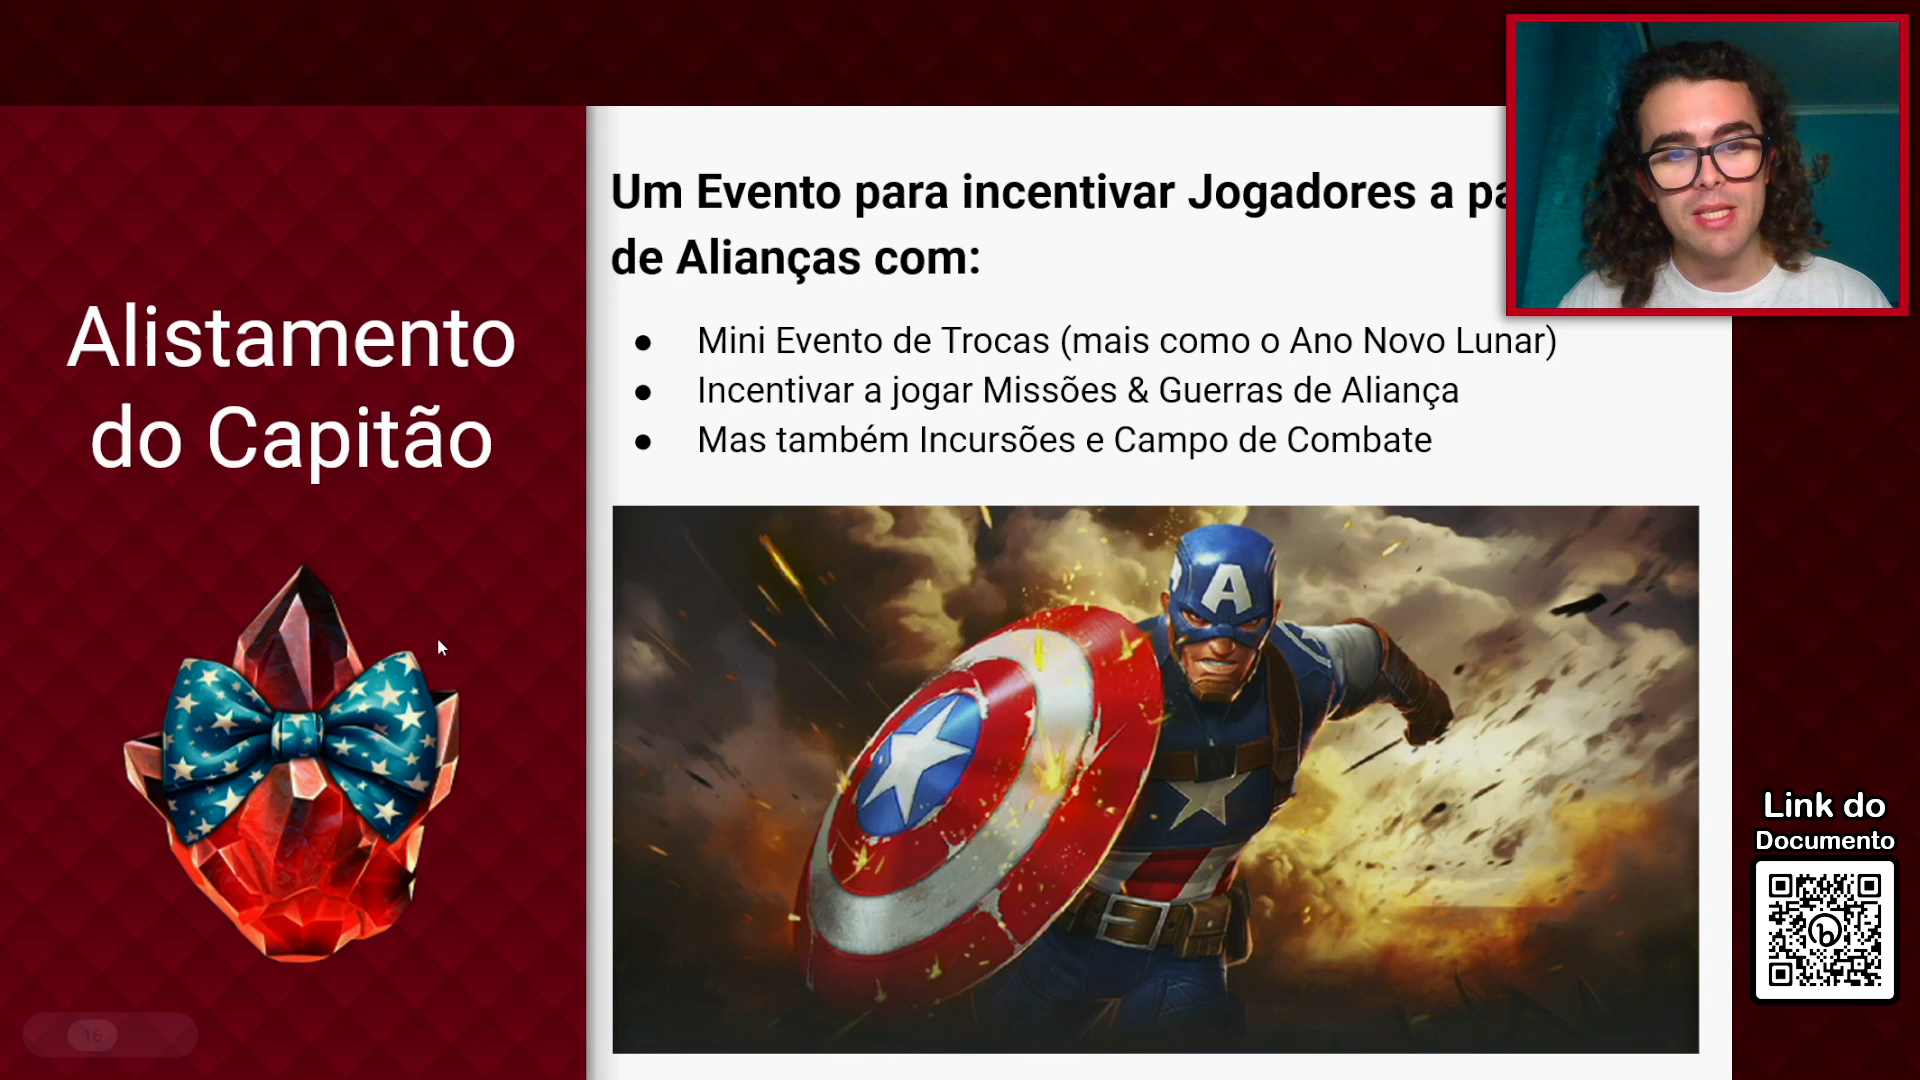 Alistamento
do Capitão
Um Evento para incentivar Jogadores a
de Alianças com:
● Mini Evento de Trocas (mais como o Ano Novo Lunar)
● Incentivar a jogar Missões & Guerras de Aliança
● Mas também Incursões e Campo de Combate
A
Link do
Documento
b
16